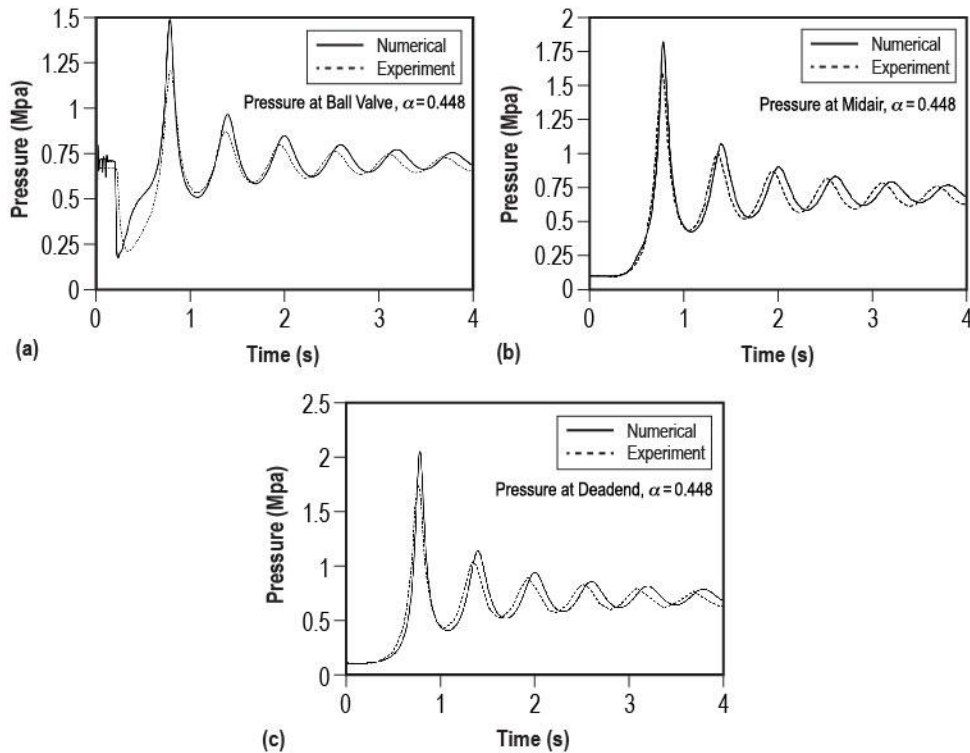 1.5
1.25
1
0.75
0.5
0.25
0
Pressure (Mpa)
Numerical
Experiment
Pressure at Ball Valve, α = 0.448
0 1 2 3 4
Time (s)
(a)
2
1.75
1.5
1.25
1
0.75
0.5
0.25
0
Pressure (Mpa)
Numerical
Experiment
Pressure at Midair, α = 0.448
0 1 2 3 4
Time (s)
(b)
2.5
2
1.5
1
0.5
0
Pressure (Mpa)
Numerical
Experiment
Pressure at Deadend, α = 0.448
0 1 2 3 4
Time (s)
(c)